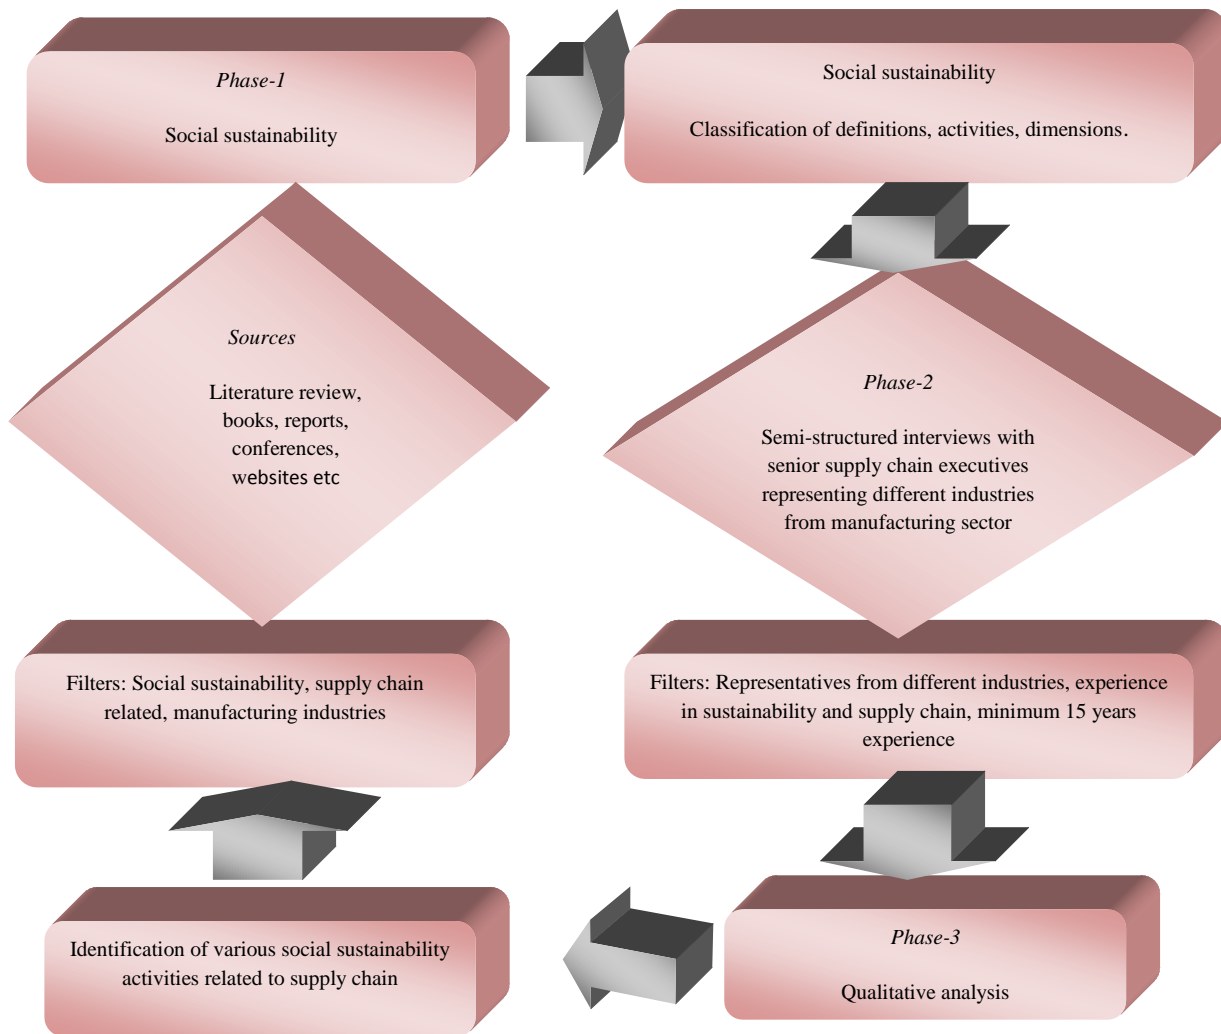 Phase-1
Social sustainability
Social sustainability
Classification of definitions, activities, dimensions.
Sources
Literature review,
books, reports,
conferences,
websites etc
Phase-2
Semi-structured interviews with
senior supply chain executives
representing different industries
from manufacturing sector
Filters: Social sustainability, supply chain
related, manufacturing industries
Filters: Representatives from different industries, experience
in sustainability and supply chain, minimum 15 years
experience
Identification of various social sustainability
activities related to supply chain
Phase-3
Qualitative analysis